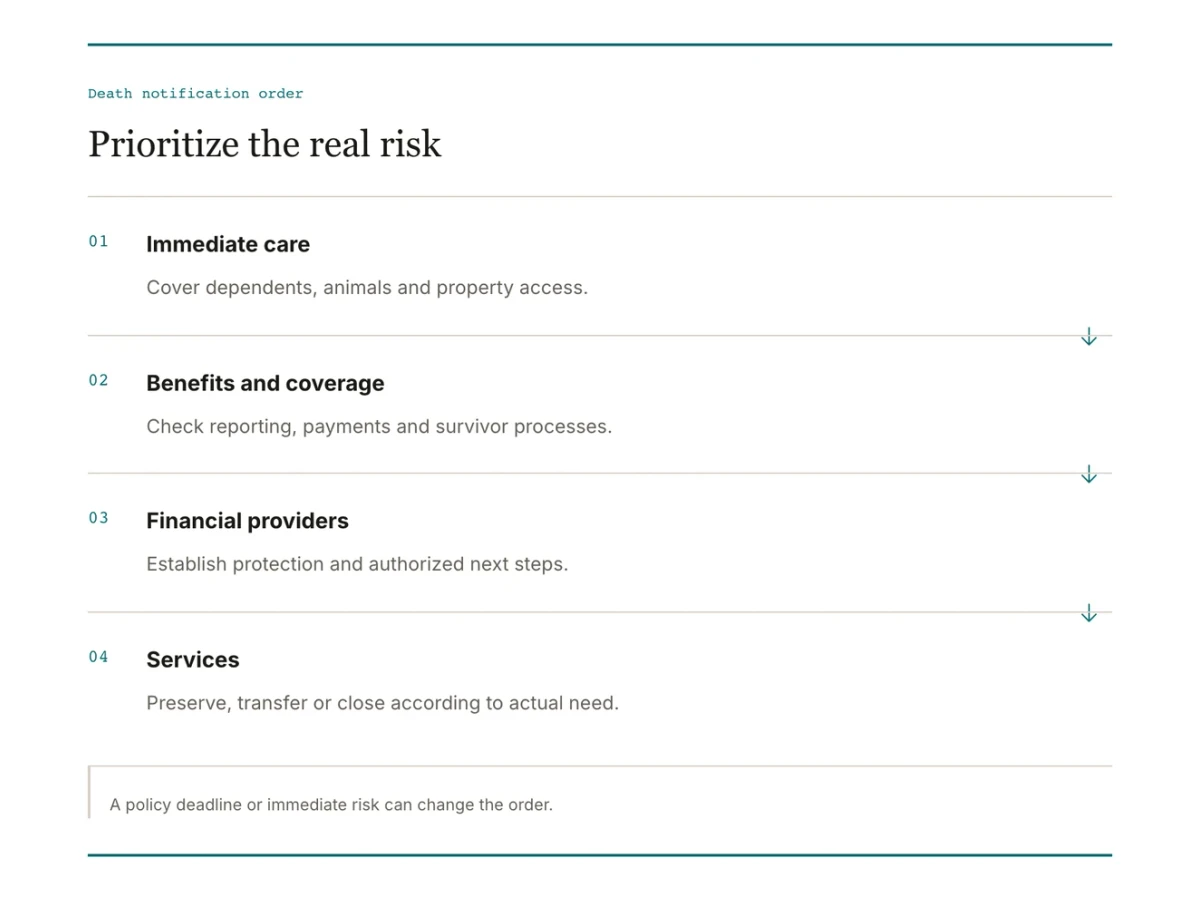 Death notification order
Prioritize the real risk
01
Immediate care
Cover dependents, animals and property access.
02
Benefits and coverage
Check reporting, payments and survivor processes.
03
Financial providers
Establish protection and authorized next steps.
04
Services
Preserve, transfer or close according to actual need.
A policy deadline or immediate risk can change the order.